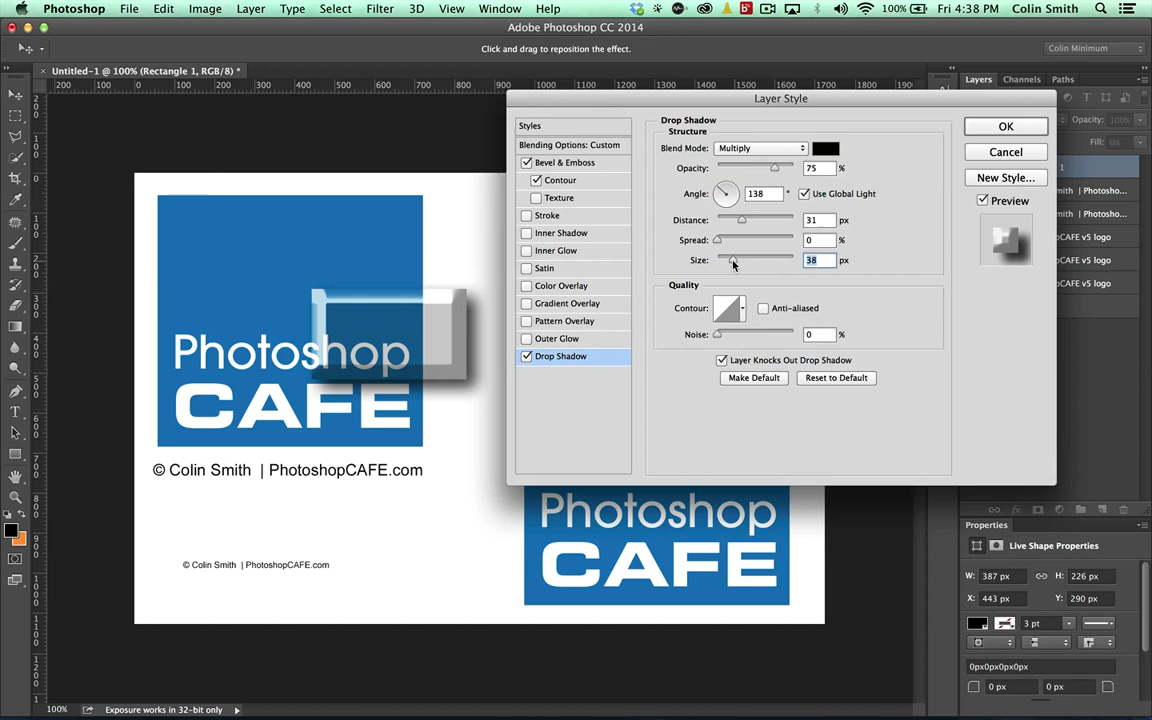 Photoshop File Edit Image Layer Type Select Filter 3D View Window Help 100% Fri 4:38 PM Colin Smith
Adobe Photoshop CC 2014
Click and drag to reposition the effect.
Colin Minimum
Untitled-1 @ 100% (Rectangle 1, RGB/8) *
Layers Channels Paths
Opacity: 100%
Fill:
1
smith | Photosho...
smith | Photosho...
CAFE v5 logo
CAFE v5 logo
CAFE v5 logo
Layer Style
Styles
Blending Options: Custom
Bevel & Emboss
Contour
Texture
Stroke
Inner Shadow
Inner Glow
Satin
Color Overlay
Gradient Overlay
Pattern Overlay
Outer Glow
Drop Shadow
Drop Shadow
Structure
Blend Mode: Multiply
Opacity: 75 %
Angle: 138 ° Use Global Light
Distance: 31 px
Spread: 0 %
Size: 38 px
Quality
Contour: Anti-aliased
Noise: 0 %
Layer Knocks Out Drop Shadow
Make Default Reset to Default
OK
Cancel
New Style...
Preview
Photoshop
CAFE
© Colin Smith | PhotoshopCAFE.com
© Colin Smith | PhotoshopCAFE.com
Photoshop
CAFE
Properties
Live Shape Properties
W: 387 px H: 226 px
X: 443 px Y: 290 px
3 pt
0px0px0px0px
0 px 0 px
100% Exposure works in 32-bit only